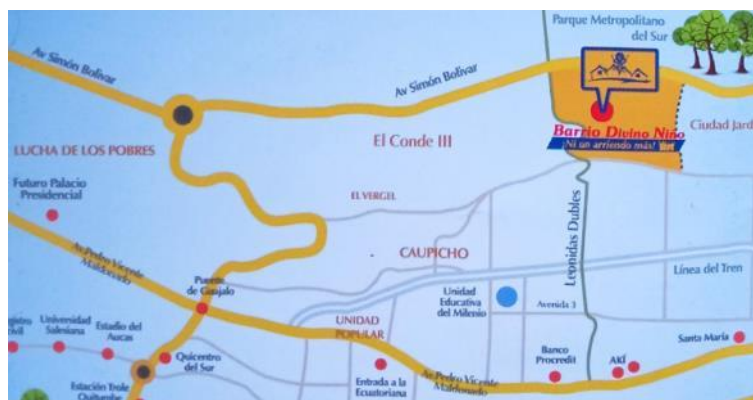 Parque Metropolitano
del Sur
Av Simón Bolívar
Av Simón Bolívar
Barrio Divino Niño
¡Ni un arriendo más!
Ciudad Jard
El Conde III
LUCHA DE LOS POBRES
Futuro Palacio
Presidencial
EL VERGEL
Leonidas Dubles
CAUPICHO
Av. Pedro Vicente
Maldonado
Línea del Tren
Puente
de Guajalo
Unidad
Educativa
del Milenio
Avenida 3
UNIDAD
POPULAR
gistro
civil
Universidad
Salesiana
Estadio del
Aucas
Quicentro
del Sur
Santa María
Banco
Procredit
AKÍ
Entrada a la
Ecuatoriana
Av. Pedro Vicente
Maldonado
Estación Trole
Quitumbe